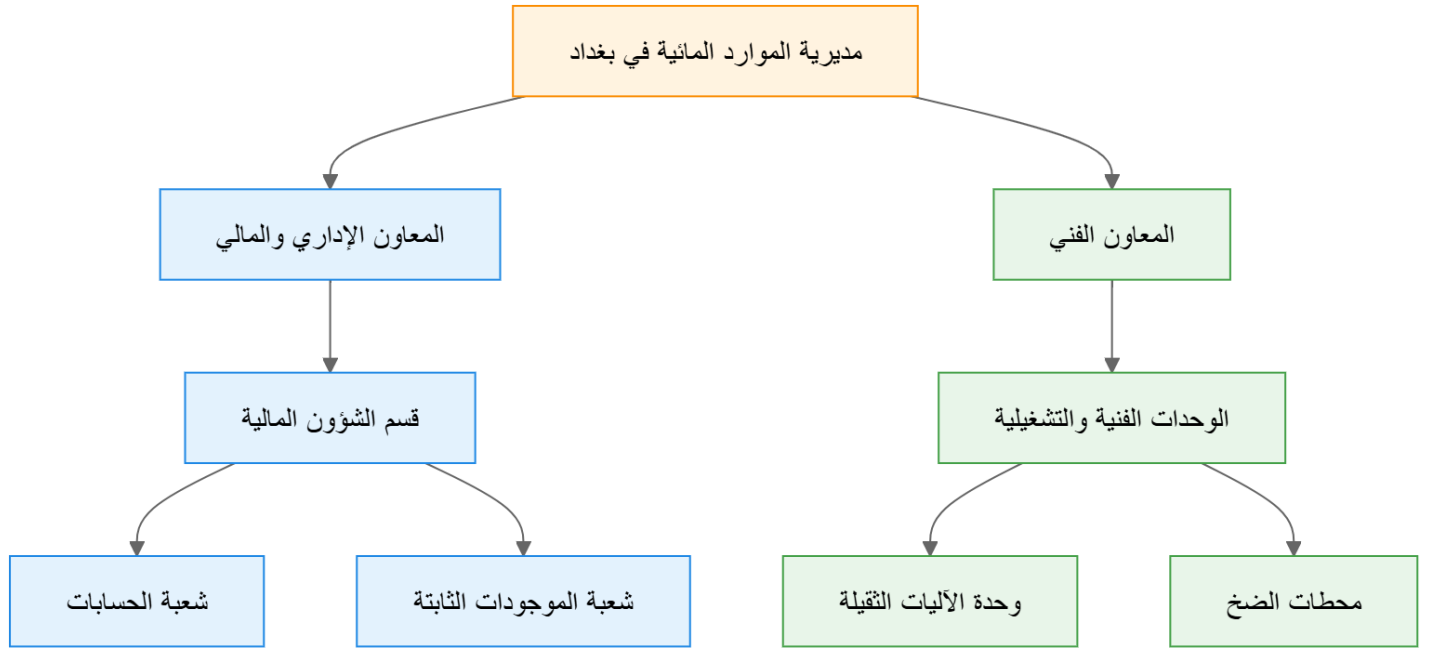 مديرية الموارد المائية في بغداد
المعاون الفني
المعاون الإداري والمالي
الوحدات الفنية والتشغيلية
قسم الشؤون المالية
محطات الضخ
وحدة الآليات الثقيلة
شعبة الموجودات الثابتة
شعبة الحسابات